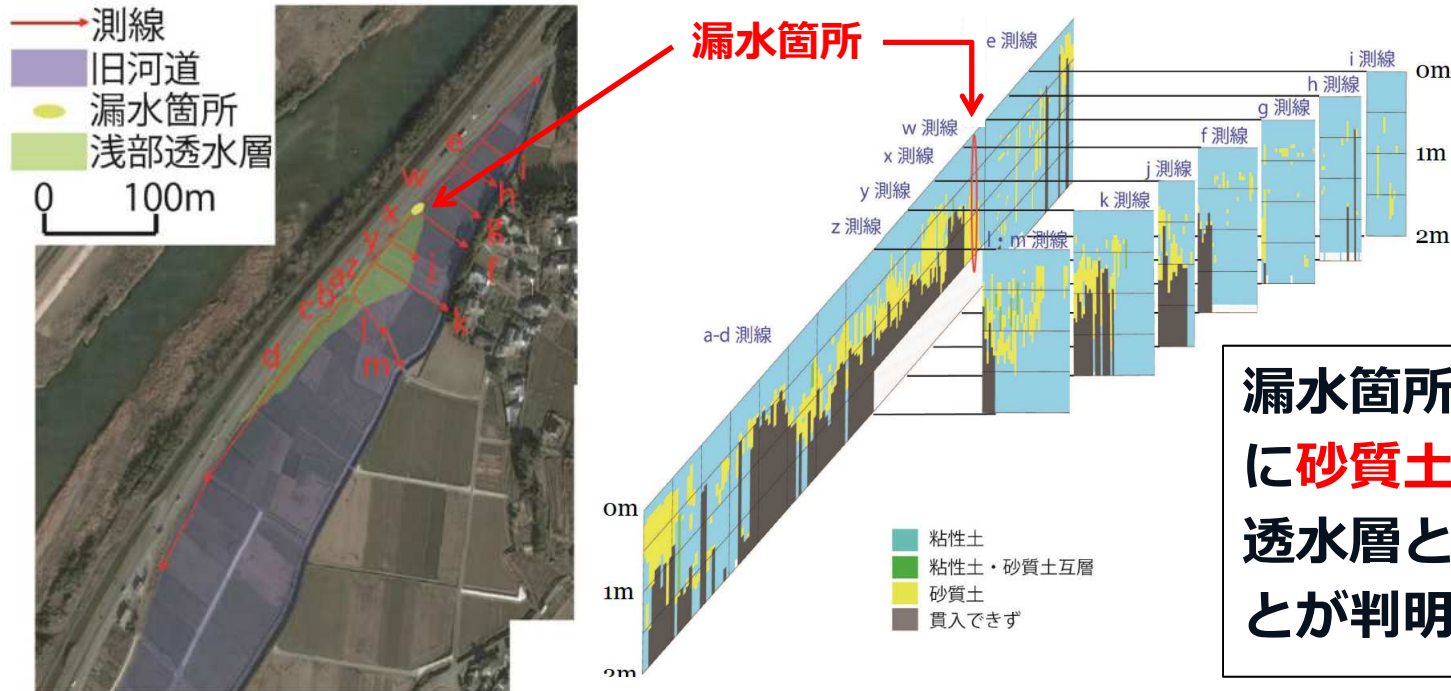 測線
旧河道
漏水箇所
浅部透水層
0 100m
e
w
x
y
z
a
b
c
d
i
h
g
f
j
k
l
m
漏水箇所
e 測線
w 測線
x 測線
y 測線
z 測線
a-d 測線
i 測線
h 測線
g 測線
f 測線
j 測線
k 測線
l・m 測線
0m
1m
2m
0m
1m
2m
粘性土
粘性土・砂質土互層
砂質土
貫入できず
漏水箇所
に砂質土
透水層と
とが判明